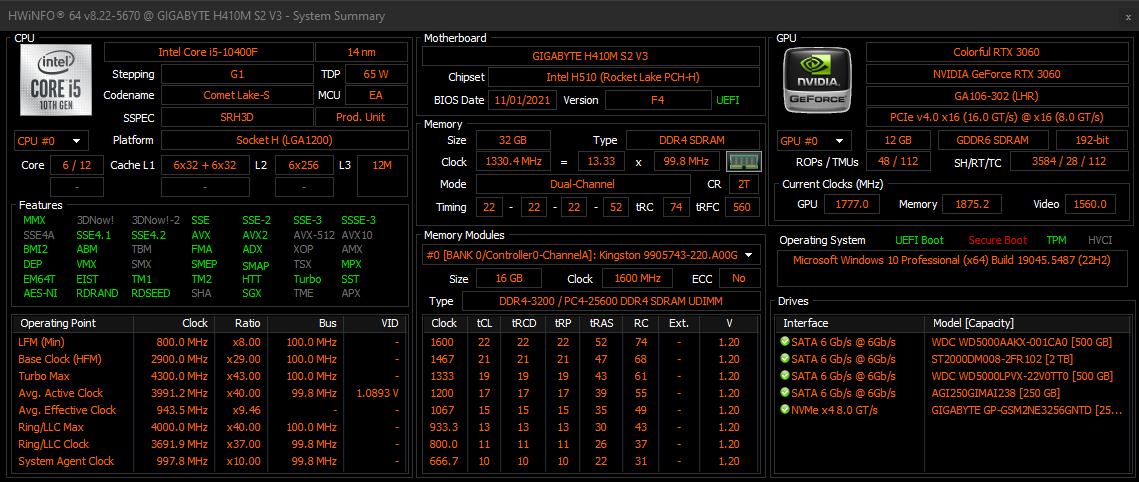 HWiNFO® 64 v8.22-5670 @ GIGABYTE H410M S2 V3 - System Summary x
CPU
intel CORE i5 10TH GEN
Intel Core i5-10400F 14 nm
Stepping G1 TDP 65 W
Codename Comet Lake-S MCU EA
SSPEC SRH3D Prod. Unit
CPU #0 Platform Socket H (LGA1200)
Core 6 / 12 Cache L1 6x32 + 6x32 L2 6x256 L3 12M
- - - -
Features
MMX 3DNow! 3DNow!-2 SSE SSE-2 SSE-3 SSSE-3
SSE4A SSE4.1 SSE4.2 AVX AVX2 AVX-512 AVX10
BMI2 ABM TBM FMA ADX XOP AMX
DEP VMX SMX SMEP SMAP TSX MPX
EM64T EIST TM1 TM2 HTT Turbo SST
AES-NI RDRAND RDSEED SHA SGX TME APX
Operating Point Clock Ratio Bus VID
LFM (Min) 800.0 MHz x8.00 100.0 MHz -
Base Clock (HFM) 2900.0 MHz x29.00 100.0 MHz -
Turbo Max 4300.0 MHz x43.00 100.0 MHz -
Avg. Active Clock 3991.2 MHz x40.00 99.8 MHz 1.0893 V
Avg. Effective Clock 943.5 MHz x9.46 - -
Ring/LLC Max 4000.0 MHz x40.00 100.0 MHz -
Ring/LLC Clock 3691.9 MHz x37.00 99.8 MHz -
System Agent Clock 997.8 MHz x10.00 99.8 MHz -
Motherboard
GIGABYTE H410M S2 V3
Chipset Intel H510 (Rocket Lake PCH-H)
BIOS Date 11/01/2021 Version F4 UEFI
Memory
Size 32 GB Type DDR4 SDRAM
Clock 1330.4 MHz = 13.33 x 99.8 MHz
Mode Dual-Channel CR 2T
Timing 22 - 22 - 22 - 52 tRC 74 tRFC 560
Memory Modules
#0 [BANK 0/Controller0-ChannelA]: Kingston 9905743-220.A00G
Size 16 GB Clock 1600 MHz ECC No
Type DDR4-3200 / PC4-25600 DDR4 SDRAM UDIMM
Clock tCL tRCD tRP tRAS RC Ext. V
1600 22 22 22 52 74 - 1.20
1467 21 21 21 47 68 - 1.20
1333 19 19 19 43 61 - 1.20
1200 17 17 17 39 55 - 1.20
1067 15 15 15 35 49 - 1.20
933.3 13 13 13 30 43 - 1.20
800.0 11 11 11 26 37 - 1.20
666.7 10 10 10 22 31 - 1.20
GPU
NVIDIA GEFORCE
Colorful RTX 3060
NVIDIA GeForce RTX 3060
GA106-302 (LHR)
PCIe v4.0 x16 (16.0 GT/s) @ x16 (8.0 GT/s)
GPU #0 12 GB GDDR6 SDRAM 192-bit
ROPs / TMUs 48 / 112 SH/RT/TC 3584 / 28 / 112
Current Clocks (MHz)
GPU 1777.0 Memory 1875.2 Video 1560.0
Operating System UEFI Boot Secure Boot TPM HVCI
Microsoft Windows 10 Professional (x64) Build 19045.5487 (22H2)
Drives
Interface Model [Capacity]
SATA 6 Gb/s @ 6Gb/s WDC WD5000AAKX-001CA0 [500 GB]
SATA 6 Gb/s @ 6Gb/s ST2000DM008-2FR102 [2 TB]
SATA 6 Gb/s @ 6Gb/s WDC WD5000LPVX-22V0TT0 [500 GB]
SATA 6 Gb/s @ 6Gb/s AGI250GIMAI238 [250 GB]
NVMe x4 8.0 GT/s GIGABYTE GP-GSM2NE3256GNTD [25...